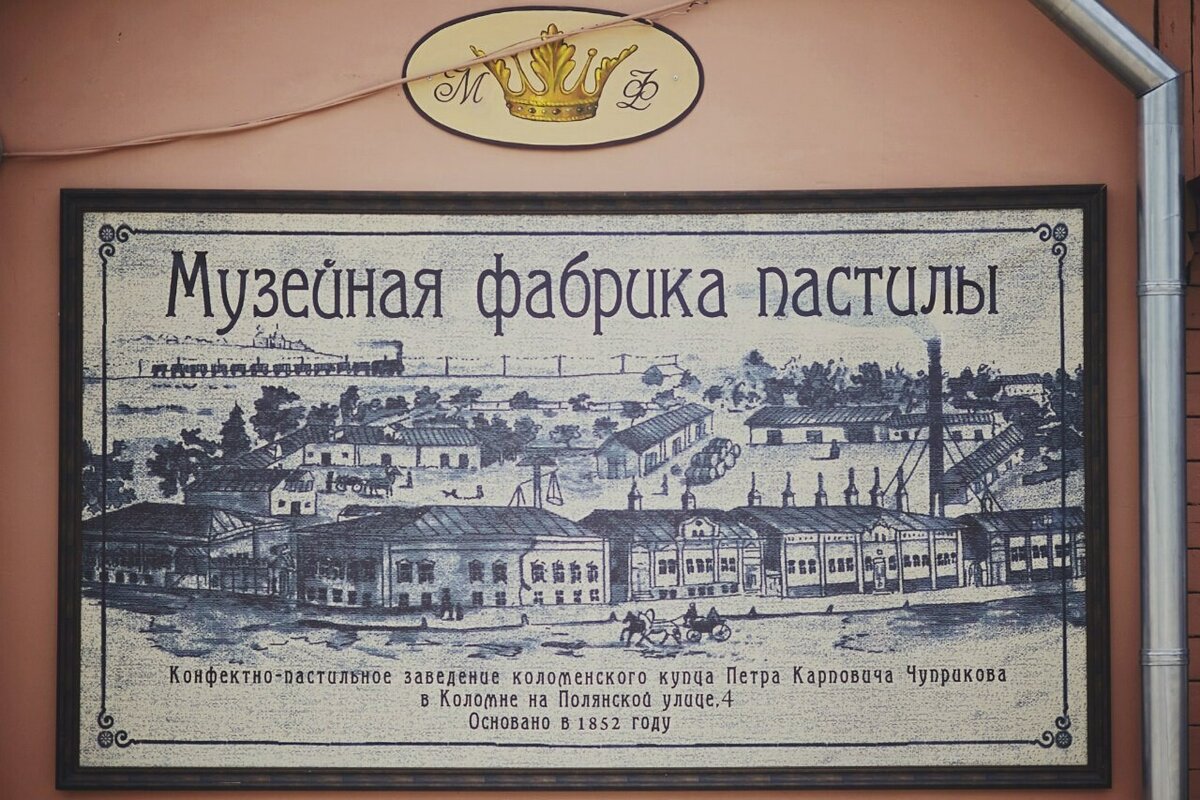 М Ф
Музейная фабрика пастилы
Конфектно-пастильное заведение коломенского купца Петра Карповича Чуприкова
в Коломне на Полянской улице,4
Основано в 1852 году